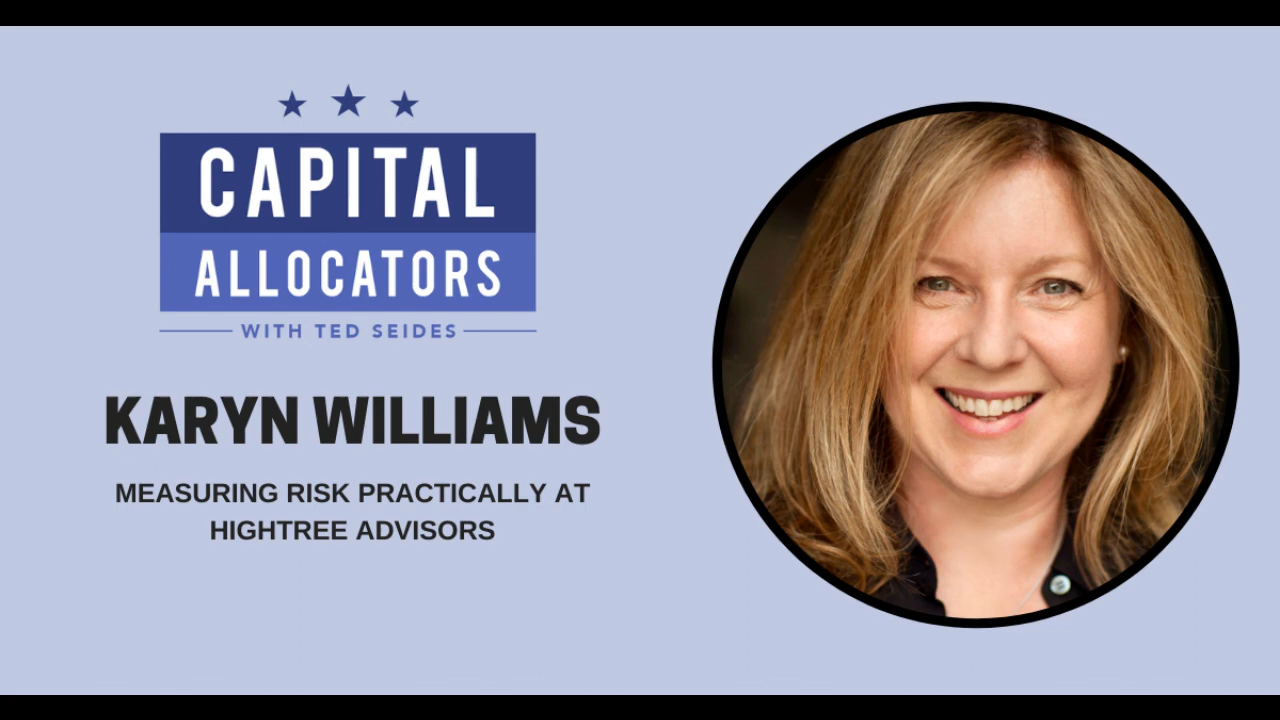 CAPITAL
ALLOCATORS
WITH TED SEIDES
KARYN WILLIAMS
MEASURING RISK PRACTICALLY AT
HIGHTREE ADVISORS